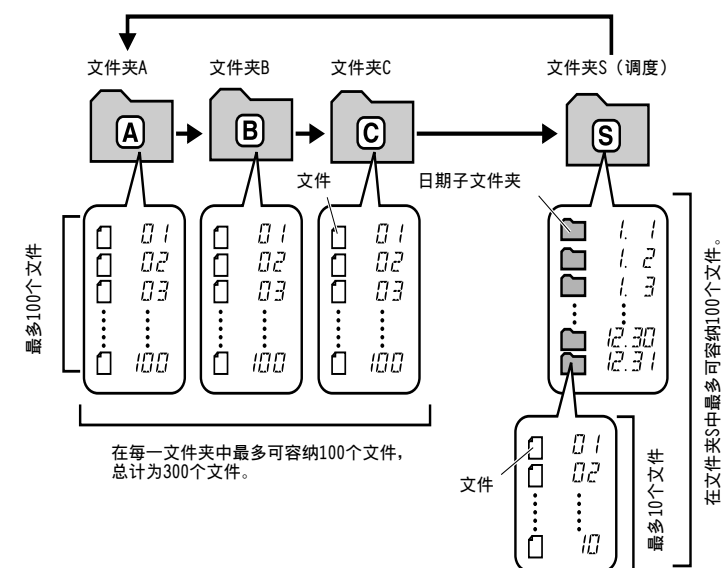 文件夹A
文件夹B
文件夹C
文件夹S（调度）
A
B
C
S
文件
日期子文件夹
最多100个文件
01
02
03
100
01
02
03
100
01
02
03
100
1. 1
1. 2
1. 3
12.30
12.31
在每一文件夹中最多可容纳100个文件，
总计为300个文件。
文件
01
02
10
最多10个文件
在文件夹S中最多可容纳100个文件。